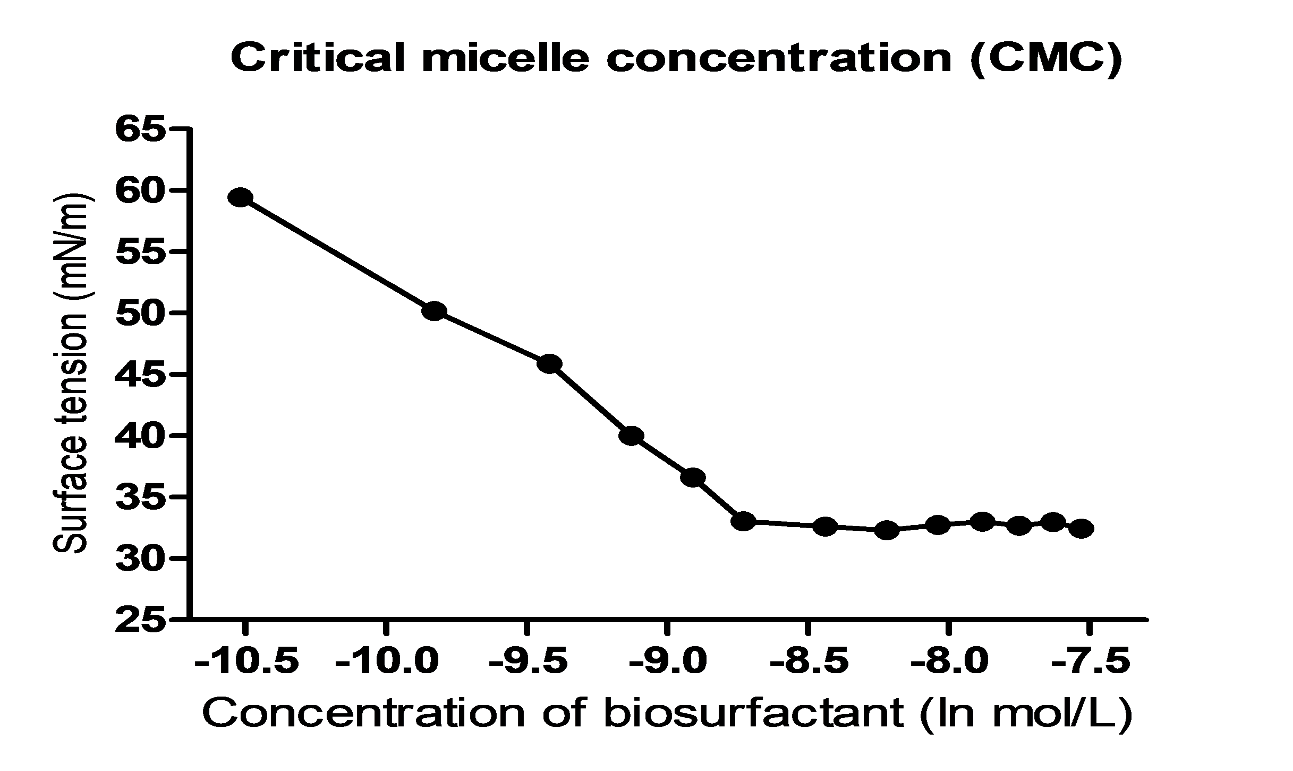 Critical micelle concentration (CMC)
65
60
55
50
45
40
35
30
25
Surface tension (mN/m)
-10.5 -10.0 -9.5 -9.0 -8.5 -8.0 -7.5
Concentration of biosurfactant (ln mol/L)